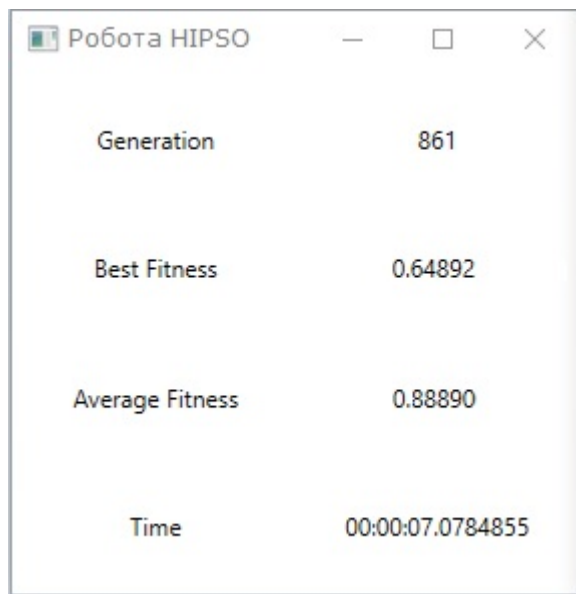 Робота HIPSO
Generation 861
Best Fitness 0.64892
Average Fitness 0.88890
Time 00:00:07.0784855